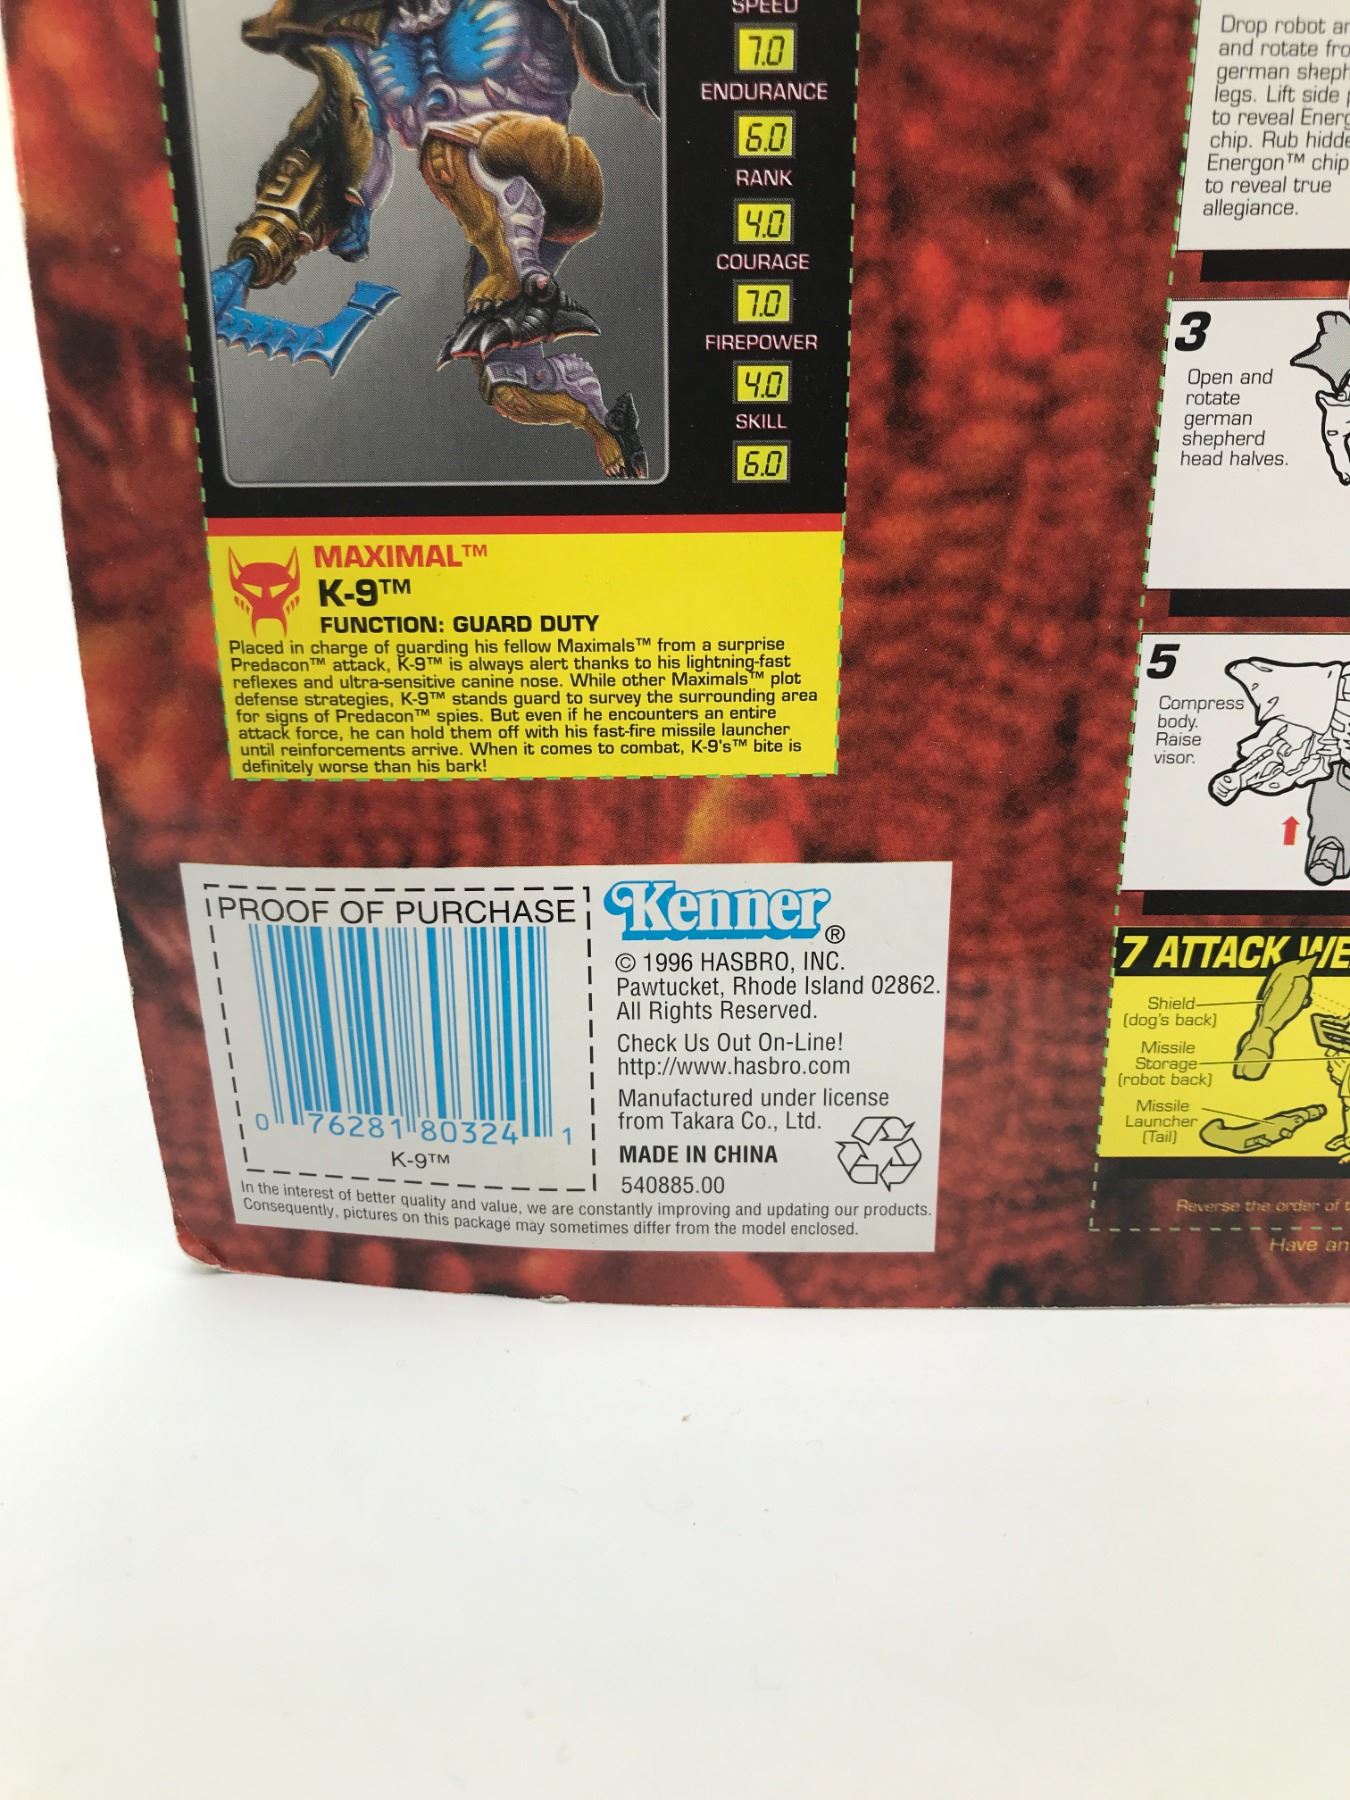 SPEED
7.0
ENDURANCE
6.0
RANK
4.0
COURAGE
7.0
FIREPOWER
4.0
SKILL
6.0
MAXIMAL™
K-9™
FUNCTION: GUARD DUTY
Placed in charge of guarding his fellow Maximals™ from a surprise
Predacon™ attack, K-9™ is always alert thanks to his lightning-fast
reflexes and ultra-sensitive canine nose. While other Maximals™ plot
defense strategies, K-9™ stands guard to survey the surrounding area
for signs of Predacon™ spies. But even if he encounters an entire
attack force, he can hold them off with his fast-fire missile launcher
until reinforcements arrive. When it comes to combat, K-9's™ bite is
definitely worse than his bark!
PROOF OF PURCHASE
0 76281 80324 1
K-9™
Kenner®
© 1996 HASBRO, INC.
Pawtucket, Rhode Island 02862.
All Rights Reserved.
Check Us Out On-Line!
http://www.hasbro.com
Manufactured under license
from Takara Co., Ltd.
MADE IN CHINA
540885.00
In the interest of better quality and value, we are constantly improving and updating our products.
Consequently, pictures on this package may sometimes differ from the model enclosed.
Drop robot
and rotate
german
legs. Lift side
to reveal
chip. Rub
Energon™ chip
to reveal true
allegiance.
3
Open and
rotate
german
shepherd
head halves.
5
Compress
body.
Raise
visor.
7 ATTACK
Shield
(dog's back)
Missile
Storage
(robot back)
Missile
Launcher
(Tail)
Reverse the order of
Have